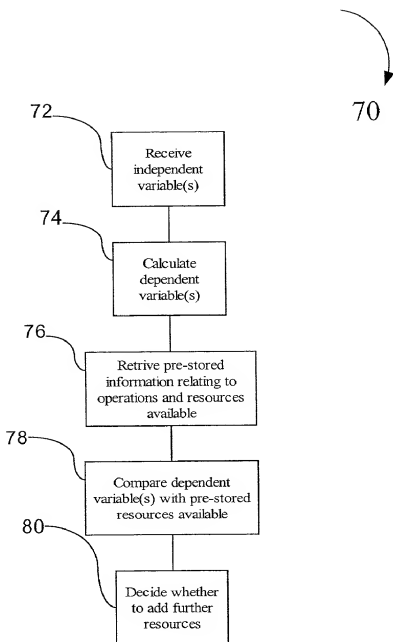 70
72
Receive
independent
variable(s)
74
Calculate
dependent
variable(s)
76
Retrive pre-stored
information relating to
operations and resources
available
78
Compare dependent
variable(s) with pre-stored
resources available
80
Decide whether
to add further
resources